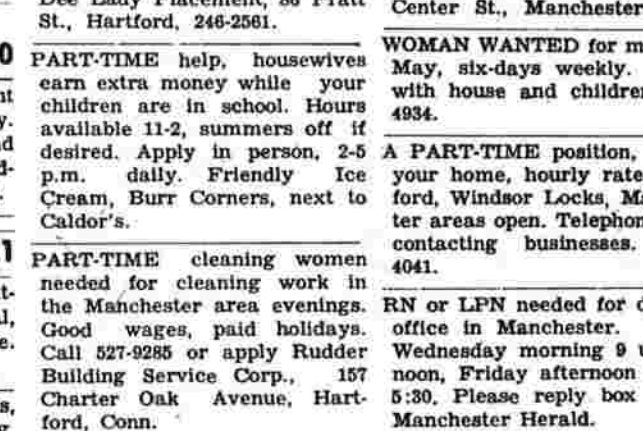 Dee Lady Placement, 88 Pratt
St., Hartford, 246-2561.
PART-TIME help, housewives
earn extra money while your
children are in school. Hours
available 11-2, summers off if
desired. Apply in person, 2-5
p.m. daily. Friendly Ice
Cream, Burr Corners, next to
Caldor's.
PART-TIME cleaning women
needed for cleaning work in
the Manchester area evenings.
Good wages, paid holidays.
Call 527-9285 or apply Rudder
Building Service Corp., 157
Charter Oak Avenue, Hart-
ford, Conn.
Center St., Manchester
WOMAN WANTED for m
May, six-days weekly.
with house and children
4934.
A PART-TIME position,
your home, hourly rate
ford, Windsor Locks, Ma
ter areas open. Telephon
contacting businesses.
4041.
RN or LPN needed for
office in Manchester.
Wednesday morning 9
noon, Friday afternoon
5:30. Please reply box
Manchester Herald.